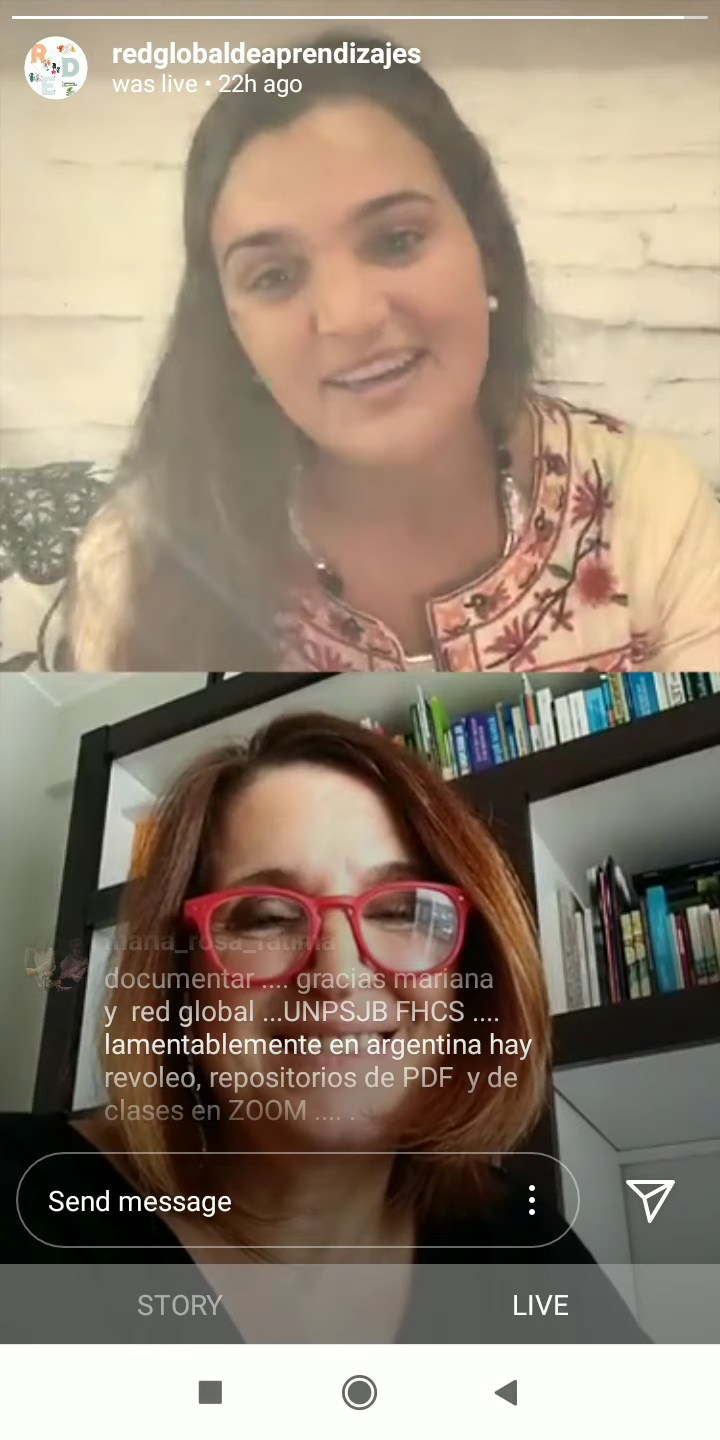 redglobaldeaprendizajes
was live • 22h ago
R
D
E
maria_rosa_fatima
documentar .... gracias mariana
y red global ...UNPSJB FHCS ....
lamentablemente en argentina hay
revoleo, repositorios de PDF y de
clases en ZOOM .... .
Send message
STORY
LIVE